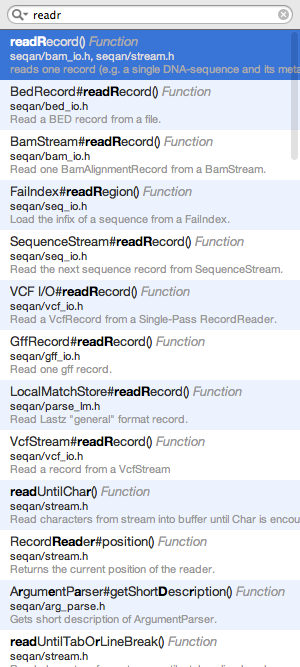 readr
readRecord() Function
seqan/bam_io.h, seqan/stream.h
reads one record (e.g. a single DNA-sequence and its meta
BedRecord#readRecord() Function
seqan/bed_io.h
Read a BED record from a file.
BamStream#readRecord() Function
seqan/bam_io.h
Read one BamAlignmentRecord from a BamStream.
FaiIndex#readRegion() Function
seqan/seq_io.h
Load the infix of a sequence from a FaiIndex.
SequenceStream#readRecord() Function
seqan/seq_io.h
Read the next sequence record from SequenceStream.
VCF I/O#readRecord() Function
seqan/vcf_io.h
Read a VcfRecord from a Single-Pass RecordReader.
GffRecord#readRecord() Function
seqan/gff_io.h
Read one gff record.
LocalMatchStore#readRecord() Function
seqan/parse_lm.h
Read Lastz "general" format record.
VcfStream#readRecord() Function
seqan/vcf_io.h
Read a record from a VcfStream
readUntilChar() Function
seqan/stream.h
Read characters from stream into buffer until Char is encou
RecordReader#position() Function
seqan/stream.h
Returns the current position of the reader.
ArgumentParser#getShortDescription() Function
seqan/arg_parse.h
Gets short description of ArgumentParser.
readUntilTabOrLineBreak() Function
seqan/stream.h